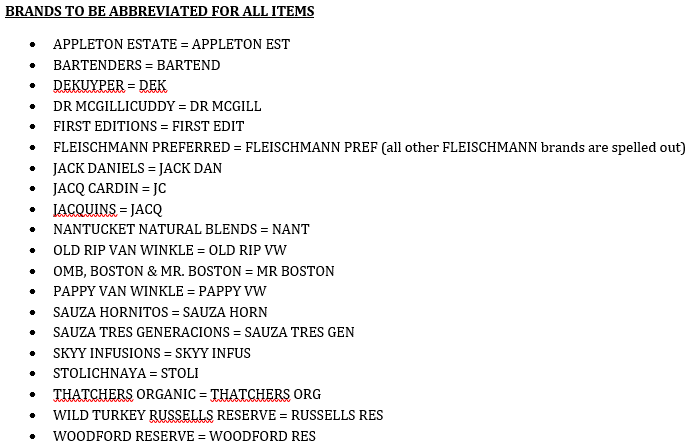 BRANDS TO BE ABBREVIATED FOR ALL ITEMS
• APPLETON ESTATE = APPLETON EST
• BARTENDERS = BARTEND
• DEKUYPER = DEK
• DR MCGILLICUDDY = DR MCGILL
• FIRST EDITIONS = FIRST EDIT
• FLEISCHMANN PREFERRED = FLEISCHMANN PREF (all other FLEISCHMANN brands are spelled out)
• JACK DANIELS = JACK DAN
• JACQ CARDIN = JC
• JACQUINS = JACQ
• NANTUCKET NATURAL BLENDS = NANT
• OLD RIP VAN WINKLE = OLD RIP VW
• OMB, BOSTON & MR. BOSTON = MR BOSTON
• PAPPY VAN WINKLE = PAPPY VW
• SAUZA HORNITOS = SAUZA HORN
• SAUZA TRES GENERACIONS = SAUZA TRES GEN
• SKYY INFUSIONS = SKYY INFUS
• STOLICHNAYA = STOLI
• THATCHERS ORGANIC = THATCHERS ORG
• WILD TURKEY RUSSELLS RESERVE = RUSSELLS RES
• WOODFORD RESERVE = WOODFORD RES